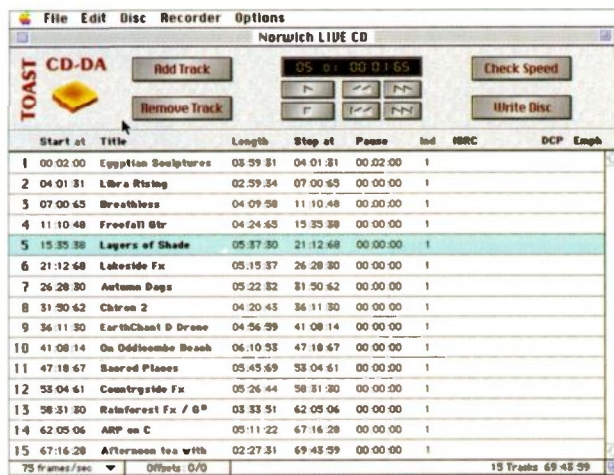 File Edit Disc Recorder Options
Norwich LIVE CD
TOAST
CD-DA
Add Track
Remove Track
05 01 00:01:65
Check Speed
Write Disc
Start at Title Length Stop at Pause Ind ISRC DCP Emph
1 00:02:00 Egyptian Sculptures 03:59:31 04:01:31 00:02:00 1
2 04:01:31 Libra Rising 02:59:34 07:00:65 00:00:00 1
3 07:00:65 Breathless 04:09:58 11:10:48 00:00:00 1
4 11:10:48 Freefall Gtr 04:24:65 15:35:38 00:00:00 1
5 15:35:38 Layers of Shade 05:37:30 21:12:68 00:00:00 1
6 21:12:68 Lakeside Fx 05:15:37 26:28:30 00:00:00 1
7 26:28:30 Autumn Days 05:22:32 31:50:62 00:00:00 1
8 31:50:62 Chiron 2 04:20:43 36:11:30 00:00:00 1
9 36:11:30 EarthChant D Drone 04:56:59 41:08:14 00:00:00 1
10 41:08:14 On Oddicombe Beach 06:10:53 47:18:67 00:00:00 1
11 47:18:67 Sacred Places 05:45:69 53:04:61 00:00:00 1
12 53:04:61 Countryside Fx 05:26:44 58:31:30 00:00:00 1
13 58:31:30 Rainforest Fx / 03:33:51 62:05:06 00:00:00 1
14 62:05:06 ARP on C 05:11:22 67:16:28 00:00:00 1
15 67:16:28 Afternoon tea with 02:27:31 69:43:59 00:00:00 1
75 frames/sec Offsets: 0/0 15 Tracks 69:43:59